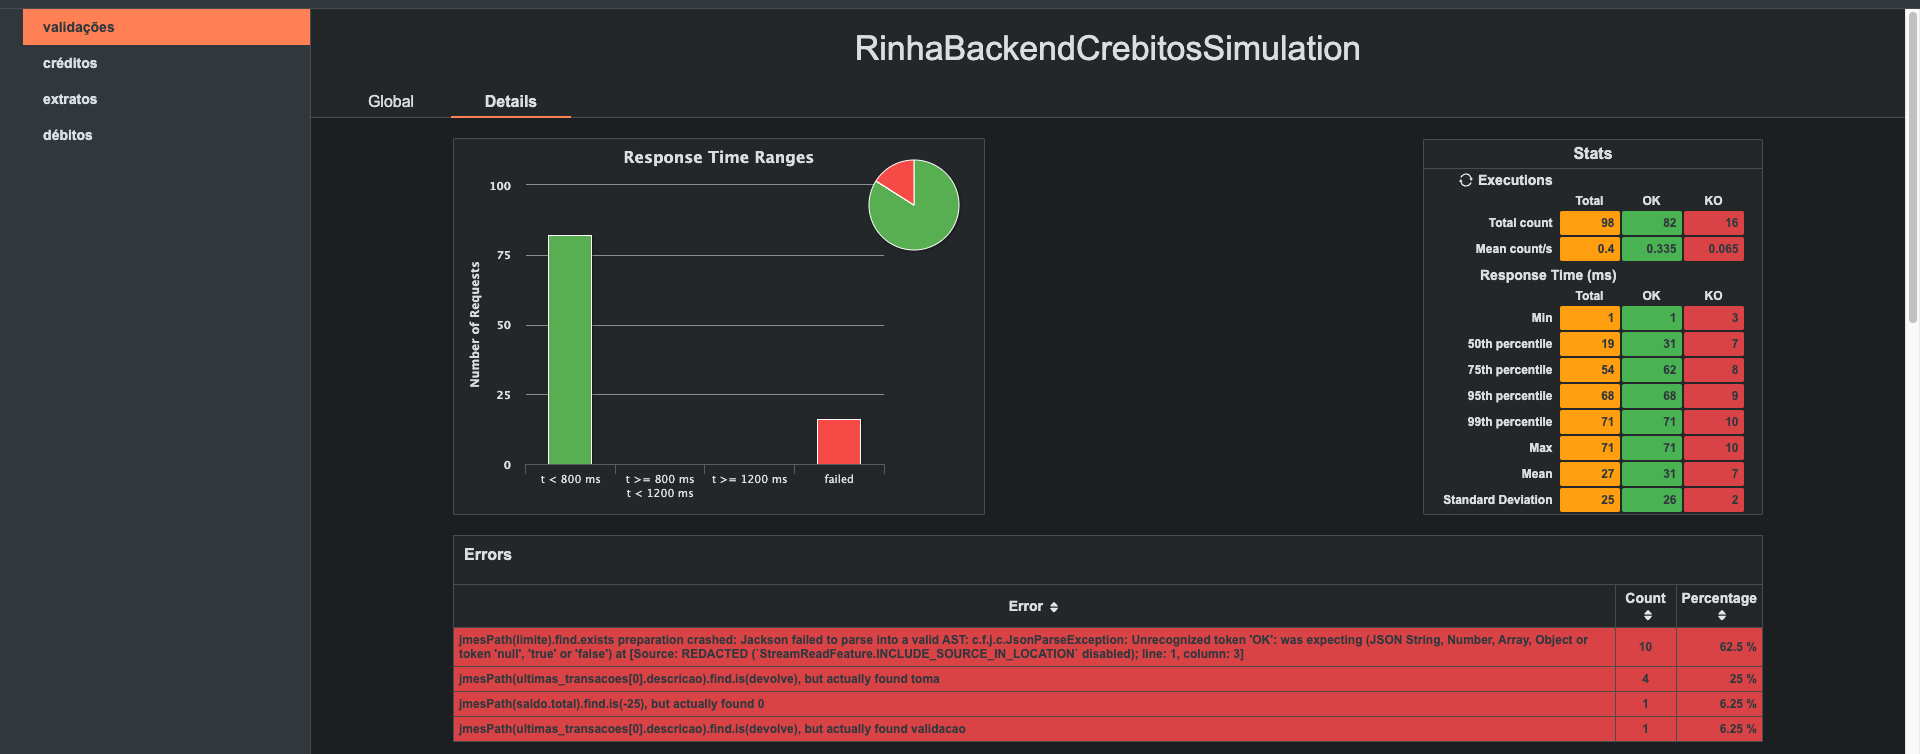 validações
créditos
extratos
débitos
RinhaBackendCrebitosSimulation
Global
Details
Response Time Ranges
100
75
50
25
0
Number of Requests
t < 800 ms
t >= 800 ms
t < 1200 ms
t >= 1200 ms
failed
Stats
Executions
Total OK KO
Total count 98 82 16
Mean count/s 0.4 0.335 0.065
Response Time (ms)
Total OK KO
Min 1 1 3
50th percentile 19 31 7
75th percentile 54 62 8
95th percentile 68 68 9
99th percentile 71 71 10
Max 71 71 10
Mean 27 31 7
Standard Deviation 25 26 2
Errors
Error Count Percentage
jmesPath(limite).find.exists preparation crashed: Jackson failed to parse into a valid AST: c.f.j.c.JsonParseException: Unrecognized token 'OK': was expecting (JSON String, Number, Array, Object or
token 'null', 'true' or 'false') at [Source: REDACTED (`StreamReadFeature.INCLUDE_SOURCE_IN_LOCATION` disabled); line: 1, column: 3] 10 62.5 %
jmesPath(ultimas_transacoes[0].descricao).find.is(devolve), but actually found toma 4 25 %
jmesPath(saldo.total).find.is(-25), but actually found 0 1 6.25 %
jmesPath(ultimas_transacoes[0].descricao).find.is(devolve), but actually found validacao 1 6.25 %